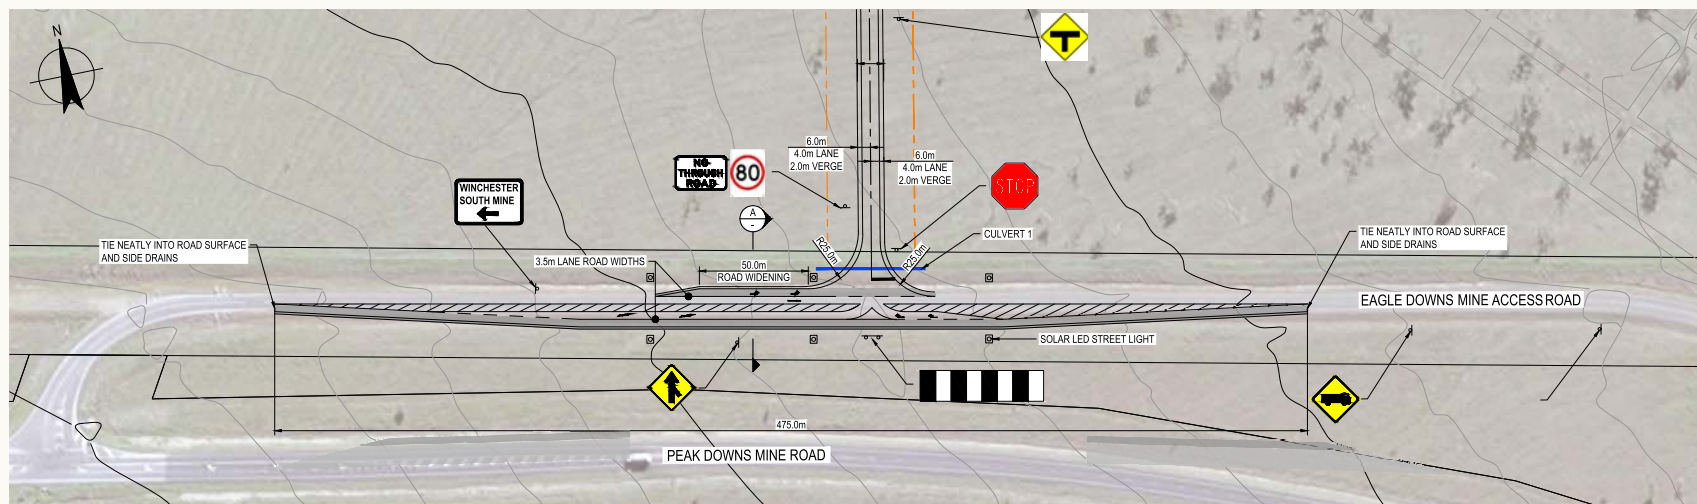 N
6.0m
4.0m LANE
2.0m VERGE
6.0m
4.0m LANE
2.0m VERGE
NO
THROUGH
ROAD
80
STOP
WINCHESTER
SOUTH MINE
A
-
TIE NEATLY INTO ROAD SURFACE
AND SIDE DRAINS
3.5m LANE ROAD WIDTHS
50.0m
ROAD WIDENING
R25.0m
R25.0m
CULVERT 1
TIE NEATLY INTO ROAD SURFACE
AND SIDE DRAINS
EAGLE DOWNS MINE ACCESS ROAD
SOLAR LED STREET LIGHT
475.0m
PEAK DOWNS MINE ROAD